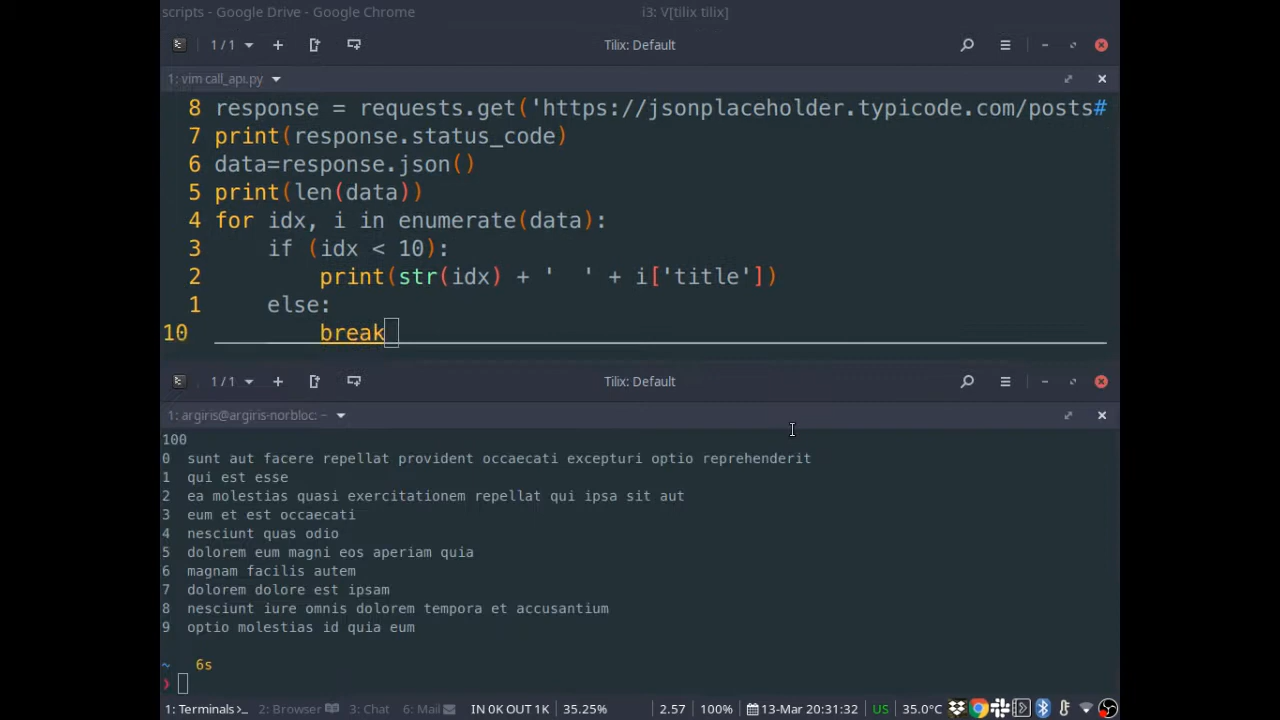 scripts - Google Drive - Google Chrome i3: V[tilix tilix]
1 / 1 + Tilix: Default
1: vim call_api.py
8 response = requests.get('https://jsonplaceholder.typicode.com/posts#
7 print(response.status_code)
6 data=response.json()
5 print(len(data))
4 for idx, i in enumerate(data):
3 if (idx < 10):
2 print(str(idx) + '  ' + i['title'])
1 else:
10 break
1 / 1 + Tilix: Default
1: argiris@argiris-norbloc: ~
100
0 sunt aut facere repellat provident occaecati excepturi optio reprehenderit
1 qui est esse
2 ea molestias quasi exercitationem repellat qui ipsa sit aut
3 eum et est occaecati
4 nesciunt quas odio
5 dolorem eum magni eos aperiam quia
6 magnam facilis autem
7 dolorem dolore est ipsam
8 nesciunt iure omnis dolorem tempora et accusantium
9 optio molestias id quia eum
~ 6s
❯
1: Terminals>_ 2: Browser 3: Chat 6: Mail IN 0K OUT 1K 35.25% 2.57 100% 13-Mar 20:31:32 US 35.0°C